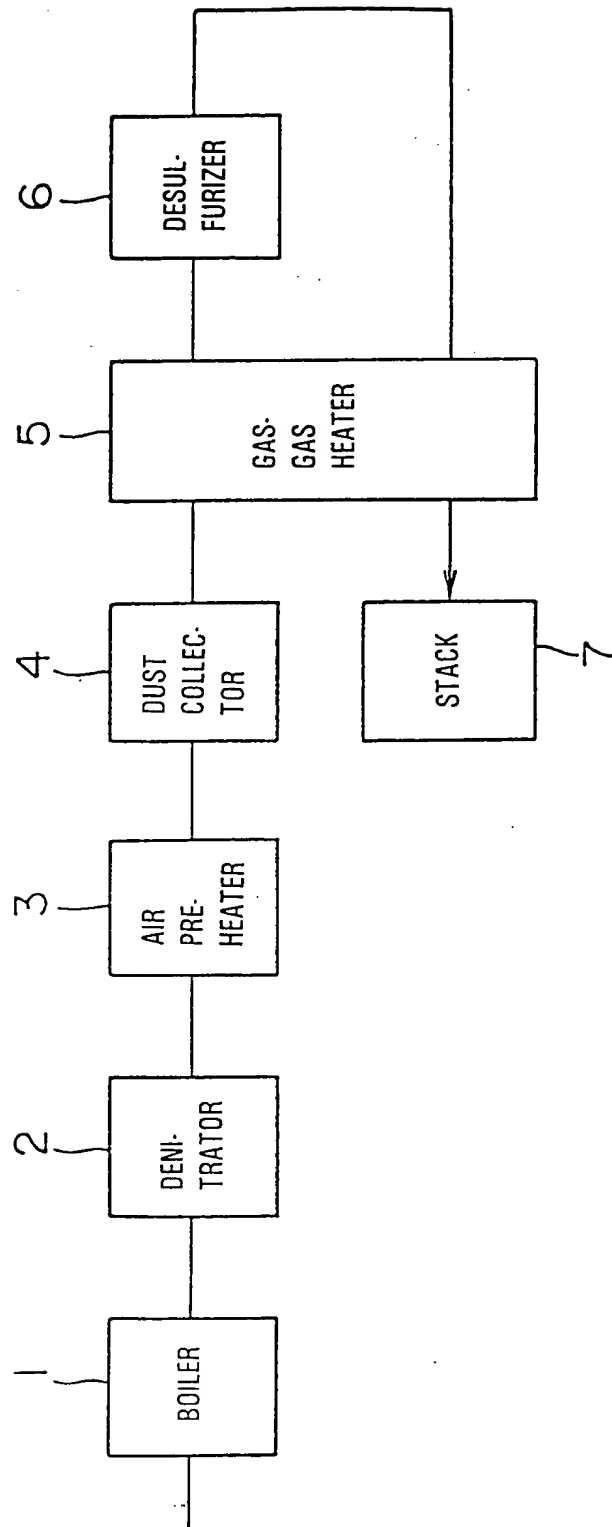 1
BOILER
2
DENI-
TRATOR
3
AIR
PRE-
HEATER
4
DUST
COLLEC-
TOR
5
GAS-
GAS
HEATER
6
DESUL-
FURIZER
STACK
7